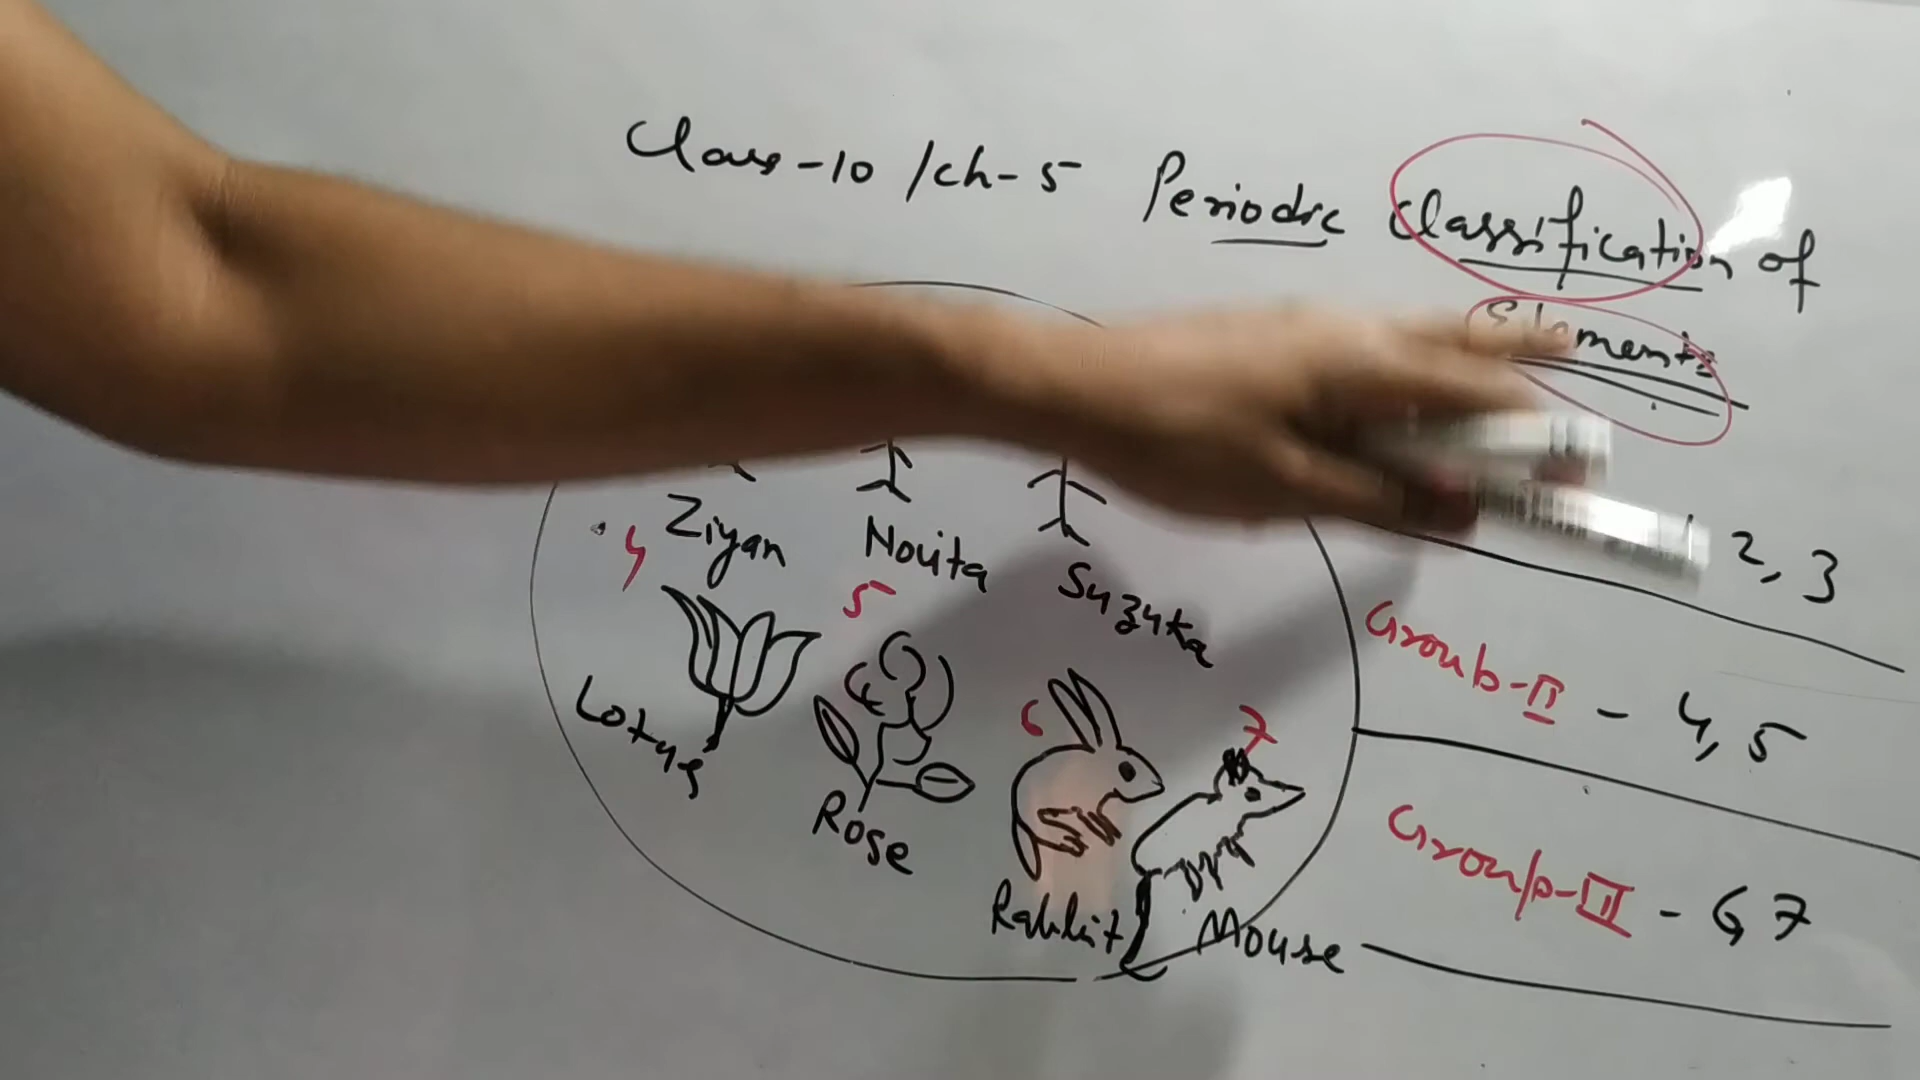 Class-10 /ch-5 Periodic Classification of
Elements
Ziyan
Novita
Suzuka
4
5
Lotus
Rose
6
7
Rabbit
Mouse
2, 3
Group-II - 4, 5
Group-III - 6, 7